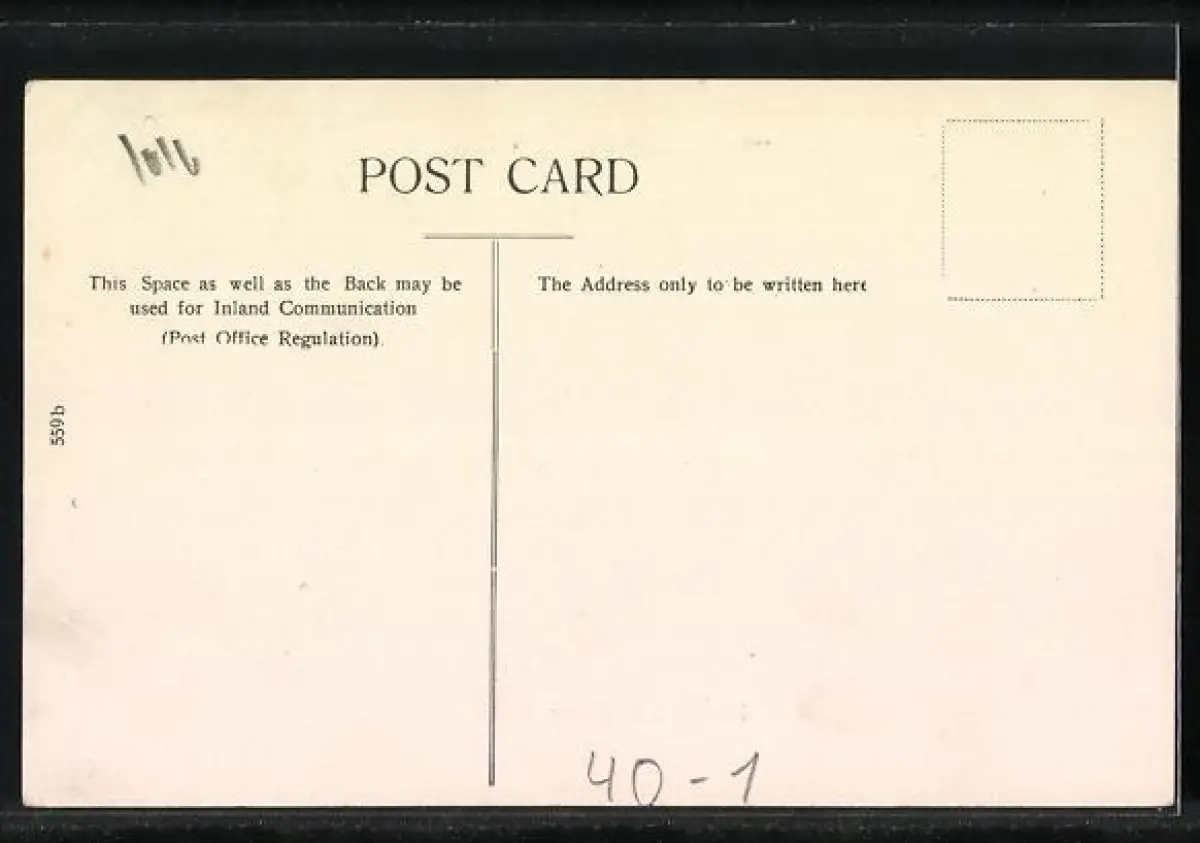 POST CARD
This Space as well as the Back may be
used for Inland Communication
(Post Office Regulation).
The Address only to be written here
559b
40-1